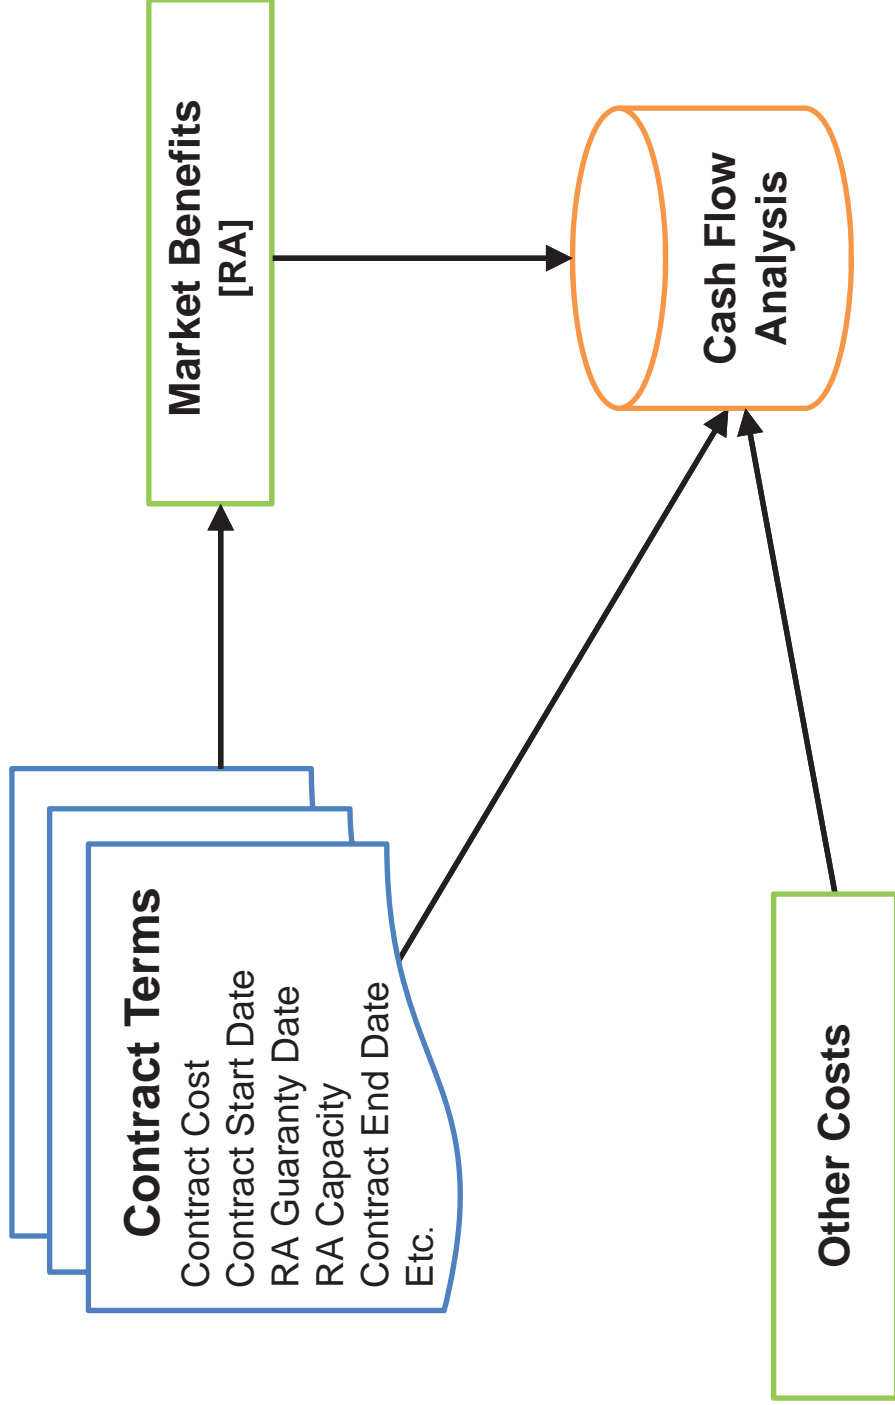 Contract Terms
Contract Cost
Contract Start Date
RA Guaranty Date
RA Capacity
Contract End Date
Etc.
Market Benefits
[RA]
Other Costs
Cash Flow
Analysis